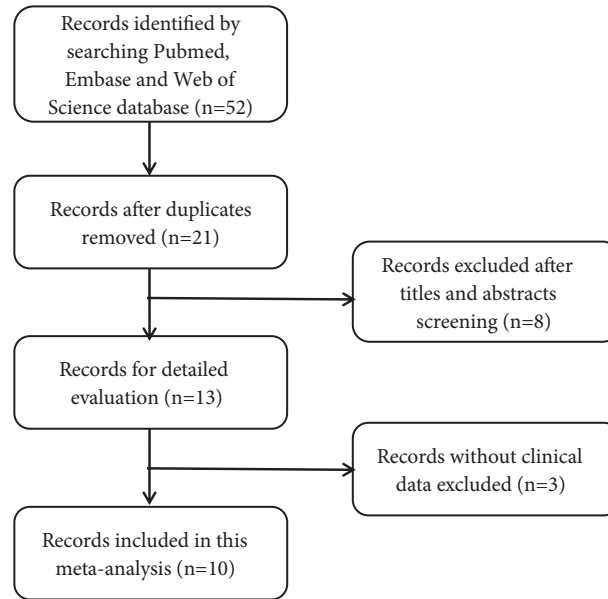 Records identified by
searching Pubmed,
Embase and Web of
Science database (n=52)
Records after duplicates
removed (n=21)
Records excluded after
titles and abstracts
screening (n=8)
Records for detailed
evaluation (n=13)
Records without clinical
data excluded (n=3)
Records included in this
meta-analysis (n=10)